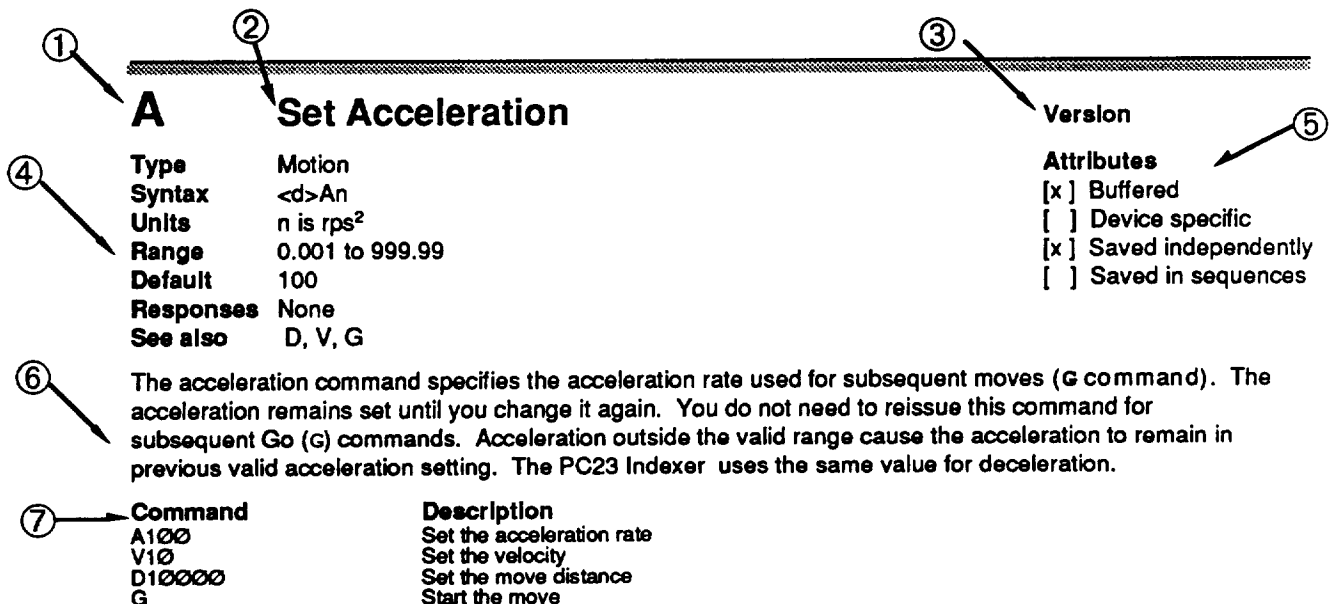 ① ② ③
A Set Acceleration Version
⑤
Type Motion Attributes
④
Syntax <d>An [x ] Buffered
Units n is rps² [ ] Device specific
Range 0.001 to 999.99 [x ] Saved independently
Default 100 [ ] Saved in sequences
Responses None
See also D, V, G
⑥
The acceleration command specifies the acceleration rate used for subsequent moves (G command). The
acceleration remains set until you change it again. You do not need to reissue this command for
subsequent Go (G) commands. Acceleration outside the valid range cause the acceleration to remain in
previous valid acceleration setting. The PC23 Indexer uses the same value for deceleration.
⑦ Command Description
A1ØØ Set the acceleration rate
V1Ø Set the velocity
D1ØØØØ Set the move distance
G Start the move